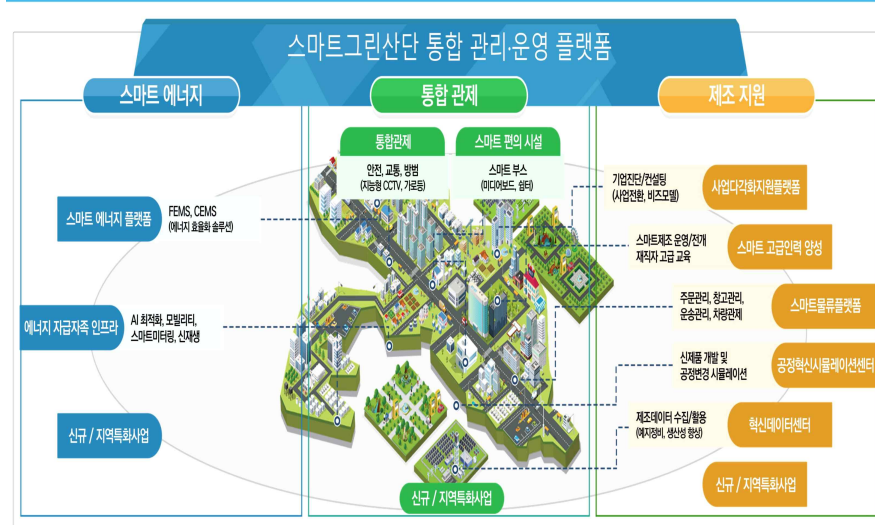 스마트그린산단 통합 관리·운영 플랫폼
스마트 에너지
통합 관제
제조 지원
스마트 에너지 플랫폼
FEMS, CEMS
(에너지 효율화 솔루션)
에너지 자급자족 인프라
AI 최적화, 모빌리티,
스마트미터링, 신재생
신규 / 지역특화사업
통합관제
안전, 교통, 방범
(지능형 CCTV, 가로등)
스마트 편의 시설
스마트 부스
(미디어보드, 쉼터)
신규 / 지역특화사업
기업진단/컨설팅
(사업전환, 비즈모델)
사업다각화지원플랫폼
스마트제조 운영/전개
재직자 고급 교육
스마트 고급인력 양성
주문관리, 창고관리,
운송관리, 차량관제
스마트물류플랫폼
신제품 개발 및
공정변경 시뮬레이션
공정혁신시뮬레이션센터
제조데이터 수집/활용
(예지정비, 생산성 향상)
혁신데이터센터
신규 / 지역특화사업